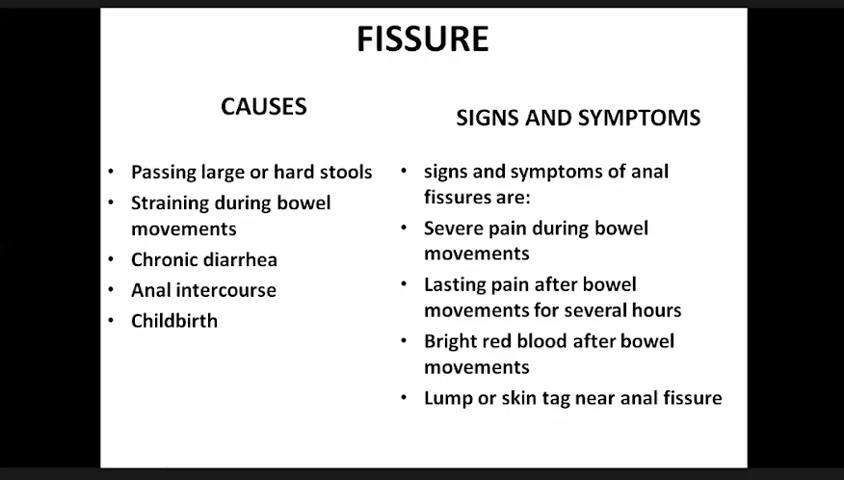 FISSURE
CAUSES
• Passing large or hard stools
• Straining during bowel
movements
• Chronic diarrhea
• Anal intercourse
• Childbirth
SIGNS AND SYMPTOMS
• signs and symptoms of anal
fissures are:
• Severe pain during bowel
movements
• Lasting pain after bowel
movements for several hours
• Bright red blood after bowel
movements
• Lump or skin tag near anal fissure